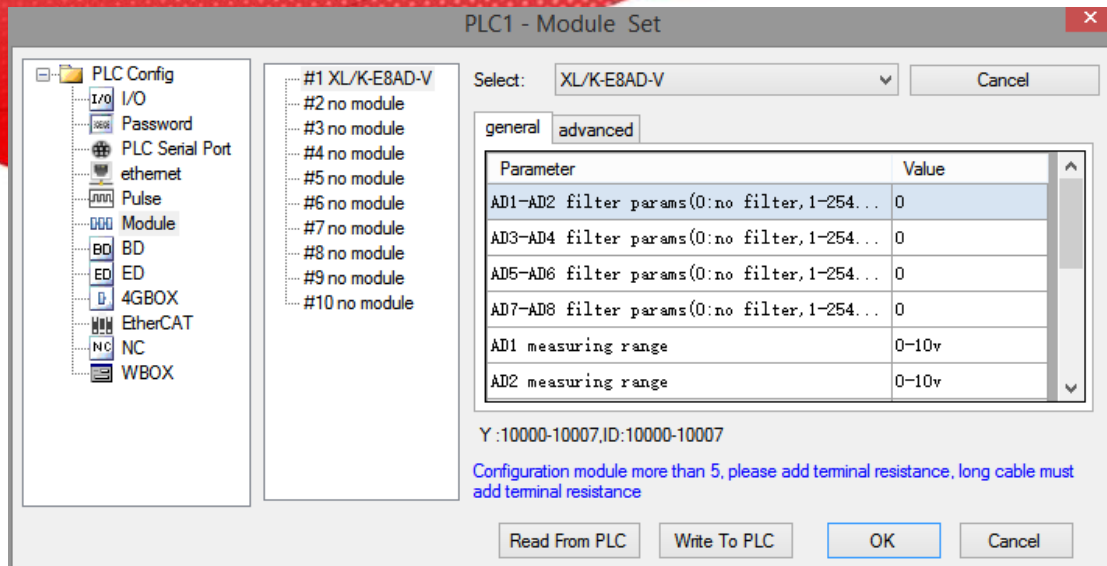 PLC1 - Module Set
PLC Config
I/O I/O
Password
PLC Serial Port
ethernet
Pulse
Module
BD BD
ED ED
4GBOX
EtherCAT
NC NC
WBOX
#1 XL/K-E8AD-V
#2 no module
#3 no module
#4 no module
#5 no module
#6 no module
#7 no module
#8 no module
#9 no module
#10 no module
Select: XL/K-E8AD-V Cancel
general advanced
Parameter Value
AD1-AD2 filter params(0:no filter,1-254... 0
AD3-AD4 filter params(0:no filter,1-254... 0
AD5-AD6 filter params(0:no filter,1-254... 0
AD7-AD8 filter params(0:no filter,1-254... 0
AD1 measuring range 0-10v
AD2 measuring range 0-10v
Y :10000-10007,ID:10000-10007
Configuration module more than 5, please add terminal resistance, long cable must
add terminal resistance
Read From PLC Write To PLC OK Cancel